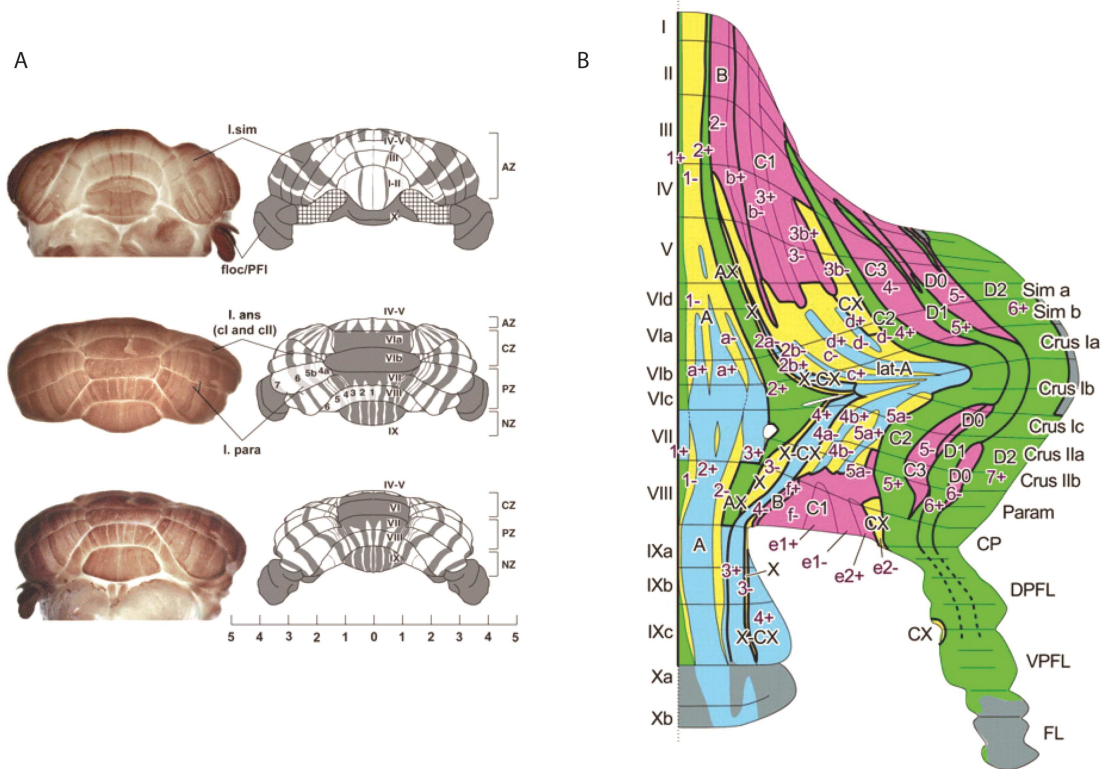 A
l.sim
IV-V
III
I-II
X
AZ
floc/PFl
l. ans
(cI and cII)
IV-V
VIa
VIb
VII
VIII
IX
7 6 5b 4a
6 5 4 3 2 1
AZ
CZ
PZ
NZ
l. para
IV-V
VI
VII
VIII
IX
CZ
PZ
NZ
5 4 3 2 1 0 1 2 3 4 5
B
I
II
B
III
2-
1+ 2+
C1
IV
1- b+
3+
b-
3b+
V
3-
AX 3b- C3 D0 D2 Sim a
4- 5- 6+
VId
1- X CX C2 D1 Sim b
A d+ 4+ 5+
VIa
a- 2a- d+ d- d- Crus Ia
2b- c-
2b+
VIb
a+ a+ X-CX c+ lat-A Crus Ib
2+
VIc
4+ 4b+ 5a- D0 Crus Ic
VII
4a- 5a+ C2 5- D1 Crus IIa
1+ 3+ X-CX 4b- D2
2+ 3- 5a- C3 D0 7+ Crus IIb
1- X f+ 5+ 6-
VIII
2- AX 4- B C1 6+ Param
f- CX
CP
A e1+ e1- e2+ e2-
IXa
3+ X
IXb
3-
DPFL
4+
IXc
X-CX CX
VPFL
Xa
Xb
FL